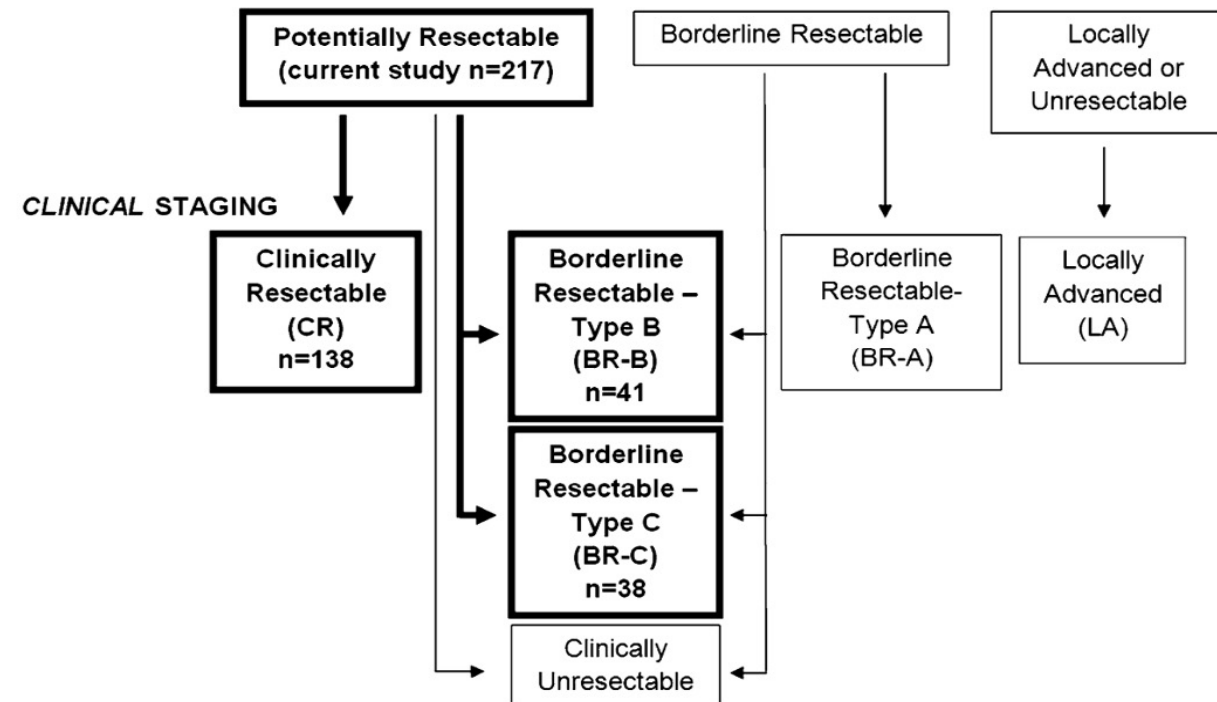 Potentially Resectable
(current study n=217)
Borderline Resectable
Locally
Advanced or
Unresectable
CLINICAL STAGING
Clinically
Resectable
(CR)
n=138
Borderline
Resectable –
Type B
(BR-B)
n=41
Borderline
Resectable-
Type A
(BR-A)
Locally
Advanced
(LA)
Borderline
Resectable –
Type C
(BR-C)
n=38
Clinically
Unresectable